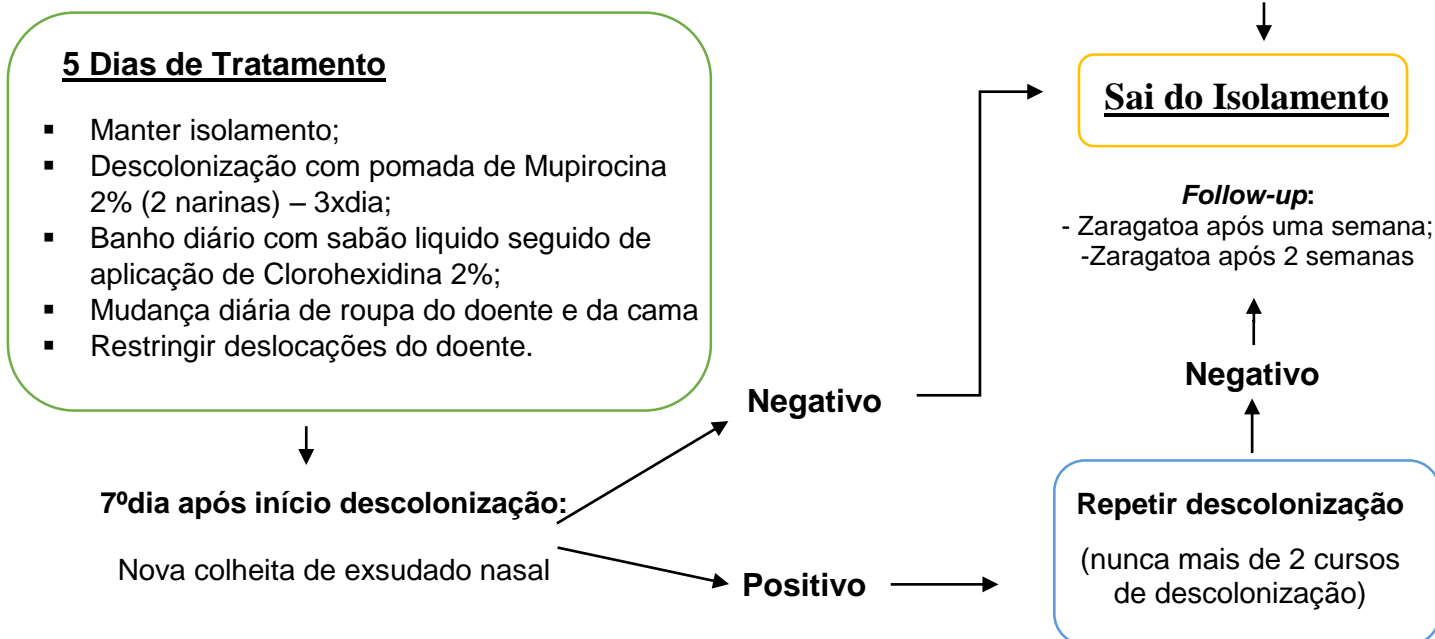 5 Dias de Tratamento
▪ Manter isolamento;
▪ Descolonização com pomada de Mupirocina
2% (2 narinas) – 3xdia;
▪ Banho diário com sabão liquido seguido de
aplicação de Clorohexidina 2%;
▪ Mudança diária de roupa do doente e da cama
▪ Restringir deslocações do doente.
7ºdia após início descolonização:
Nova colheita de exsudado nasal
Negativo
Positivo
Sai do Isolamento
Follow-up:
- Zaragatoa após uma semana;
-Zaragatoa após 2 semanas
Negativo
Repetir descolonização
(nunca mais de 2 cursos
de descolonização)